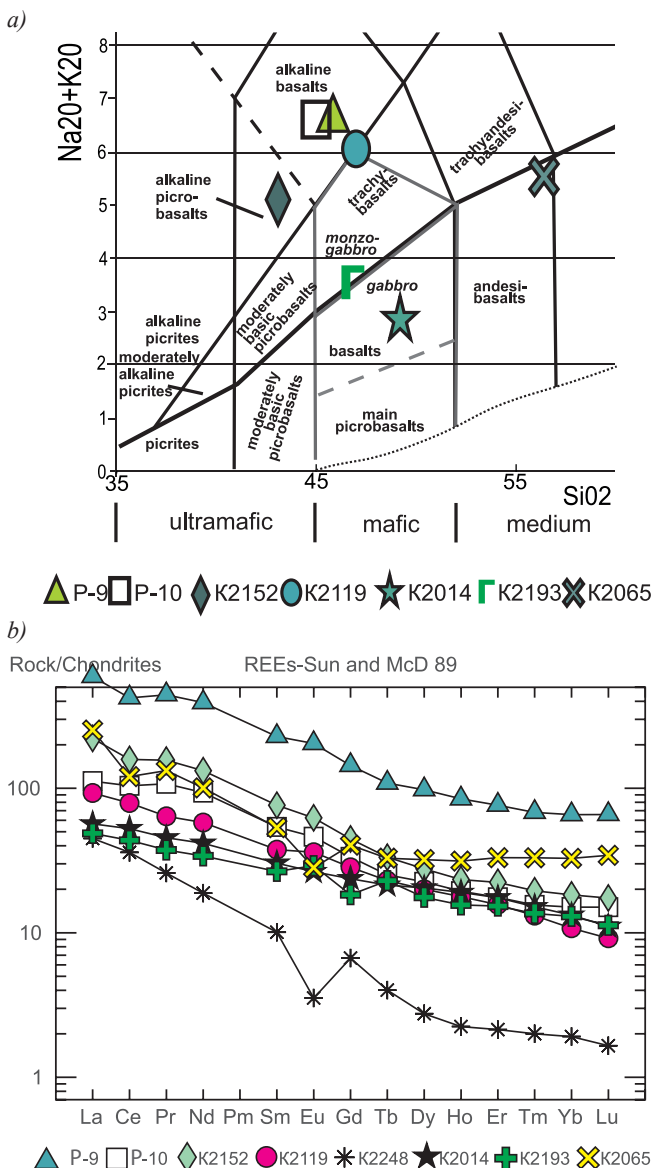 a)
Na20+K20
8
7
6
5
4
3
2
1
0
alkaline
basalts
trachyandesi-
basalts
alkaline
picro-
basalts
trachy-
basalts
monzo-
gabbro
gabbro
andesi-
basalts
moderately
basic
picrobasalts
alkaline
picrites
moderately
alkaline picrites
basalts
picrites
moderately
basic
picrobasalts
main
picrobasalts
35
45
55
Si02
ultramafic
mafic
medium
P-9 P-10 K2152 K2119 K2014 K2193 K2065
b)
Rock/Chondrites REEs-Sun and McD 89
100
10
1
La Ce Pr Nd Pm Sm Eu Gd Tb Dy Ho Er Tm Yb Lu
P-9 P-10 K2152 K2119 K2248 K2014 K2193 K2065